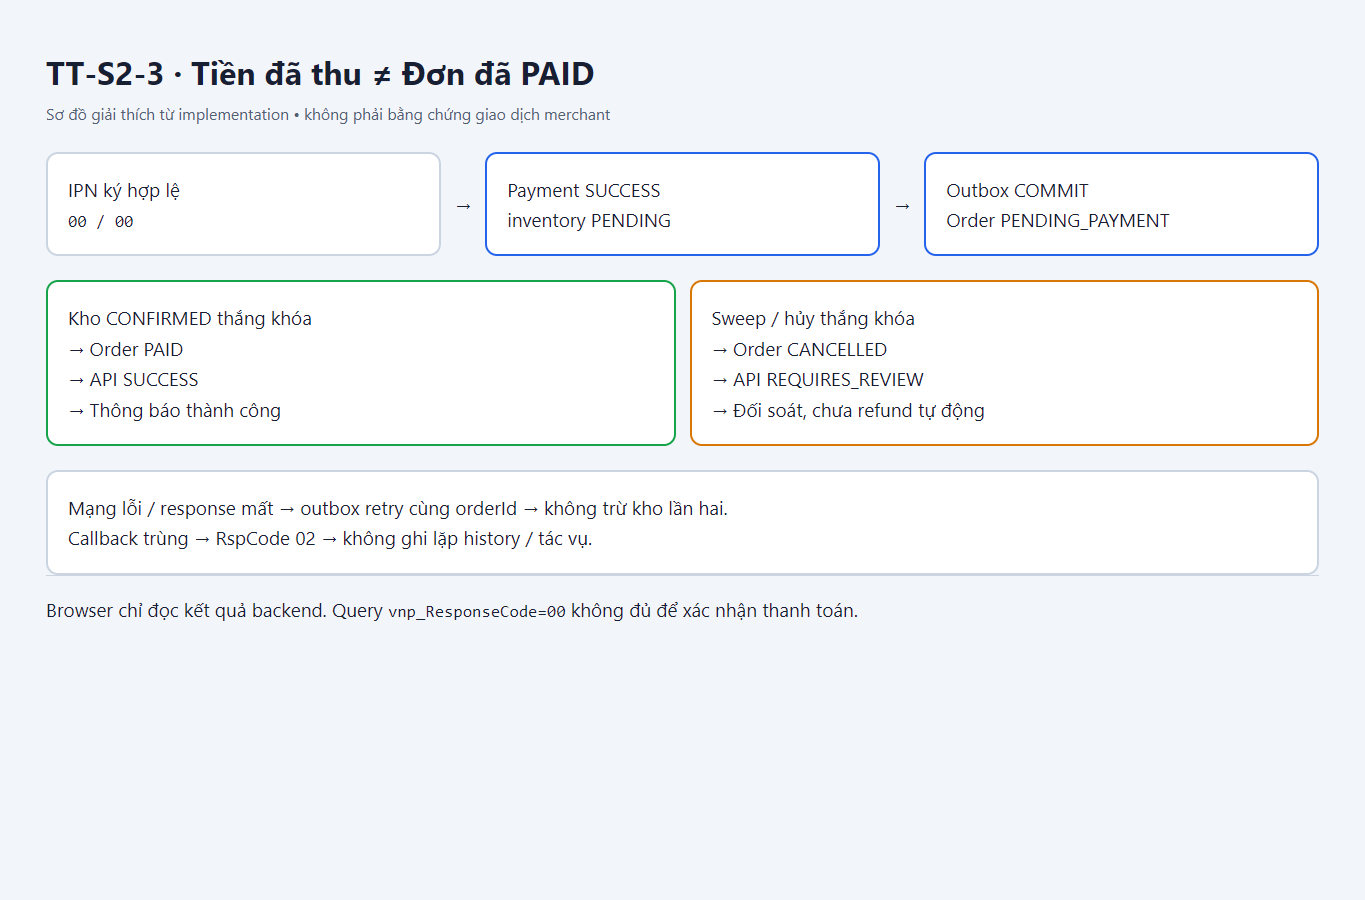 TT-S2-3 · Tiền đã thu ≠ Đơn đã PAID
Sơ đồ giải thích từ implementation • không phải bằng chứng giao dịch merchant
IPN ký hợp lệ
00 / 00
→
Payment SUCCESS
inventory PENDING
→
Outbox COMMIT
Order PENDING_PAYMENT
Kho CONFIRMED thắng khóa
→ Order PAID
→ API SUCCESS
→ Thông báo thành công
Sweep / hủy thắng khóa
→ Order CANCELLED
→ API REQUIRES_REVIEW
→ Đối soát, chưa refund tự động
Mạng lỗi / response mất → outbox retry cùng orderId → không trừ kho lần hai.
Callback trùng → RspCode 02 → không ghi lặp history / tác vụ.
Browser chỉ đọc kết quả backend. Query vnp_ResponseCode=00 không đủ để xác nhận thanh toán.